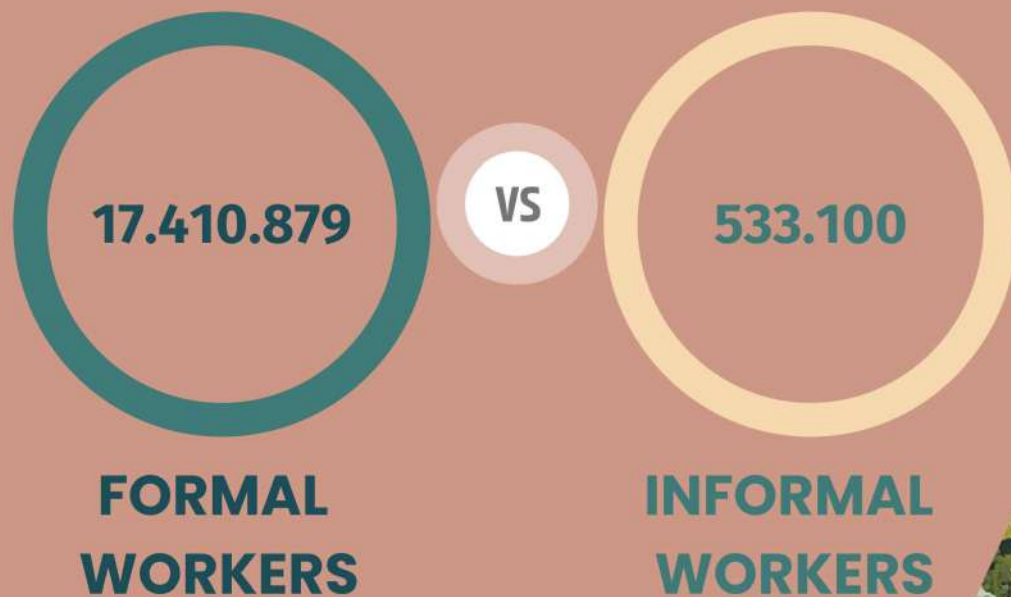 17.410.879
VS
533.100
FORMAL
WORKERS
INFORMAL
WORKERS